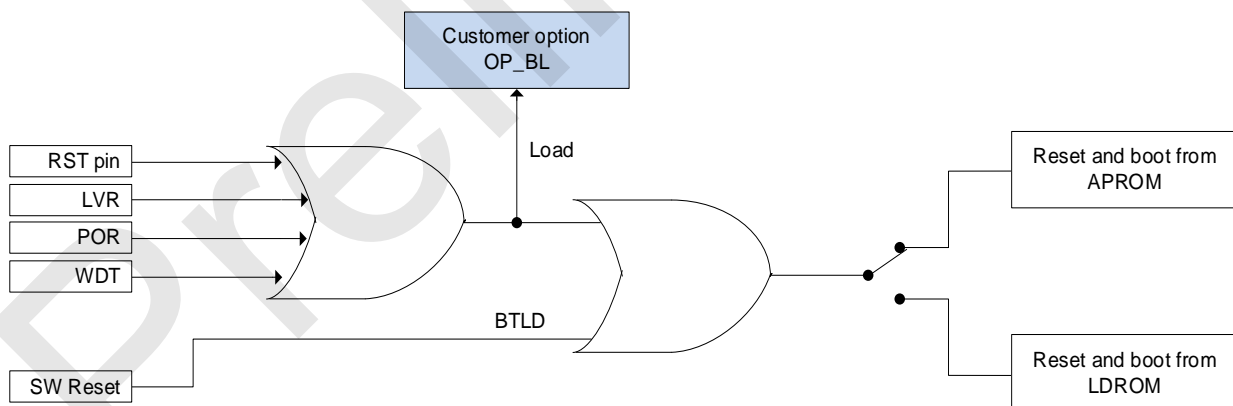 Customer option
OP_BL
Load
RST pin
LVR
POR
WDT
BTLD
SW Reset
Reset and boot from
APROM
Reset and boot from
LDROM